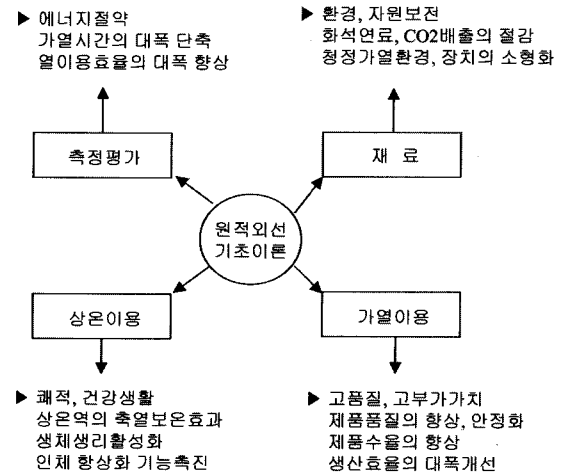 ▶ 에너지절약
가열시간의 대폭 단축
열이용효율의 대폭 향상
▶ 환경, 자원보전
화석연료, CO2배출의 절감
청정가열환경, 장치의 소형화
측정평가
재 료
원적외선
기초이론
상온이용
가열이용
▶ 쾌적, 건강생활
상온역의 축열보온효과
생체생리활성화
인체 항상화 기능촉진
▶ 고품질, 고부가가치
제품품질의 향상, 안정화
제품수율의 향상
생산효율의 대폭개선